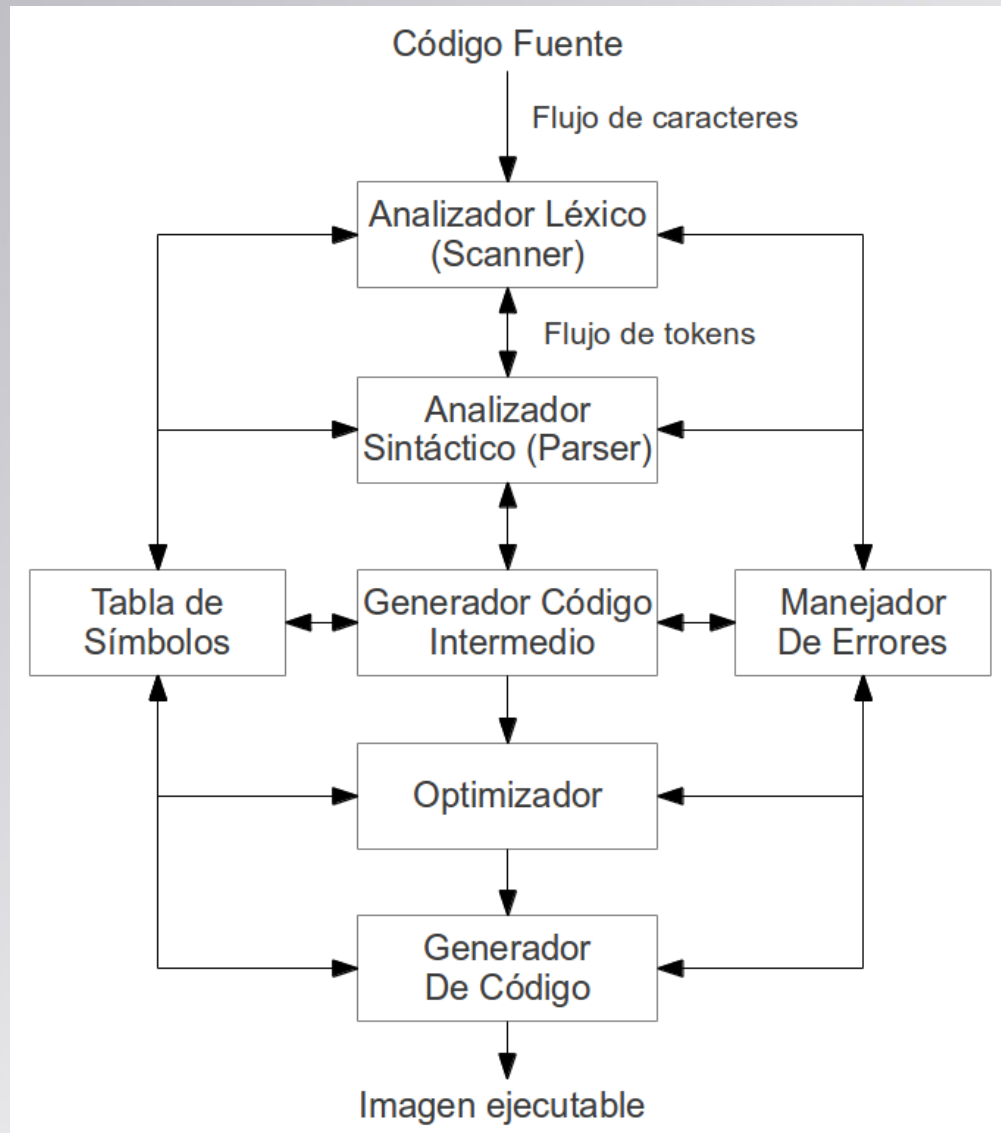 Código Fuente
Flujo de caracteres
Analizador Léxico
(Scanner)
Flujo de tokens
Analizador
Sintáctico (Parser)
Tabla de
Símbolos
Generador Código
Intermedio
Manejador
De Errores
Optimizador
Generador
De Código
Imagen ejecutable